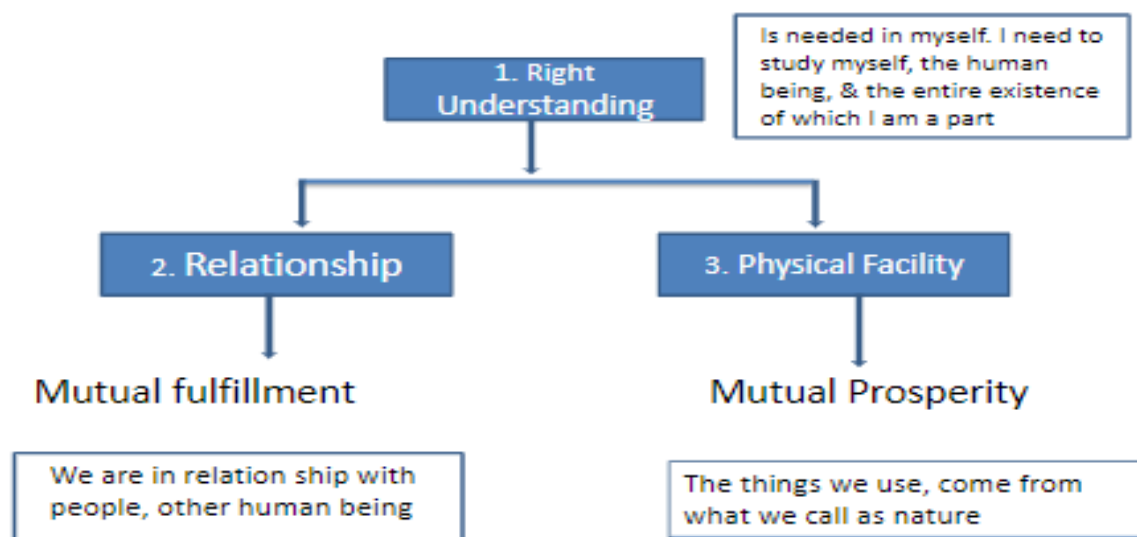 1. Right
Understanding
Is needed in myself. I need to
study myself, the human
being, & the entire existence
of which I am a part
2. Relationship
3. Physical Facility
Mutual fulfillment
Mutual Prosperity
We are in relation ship with
people, other human being
The things we use, come from
what we call as nature